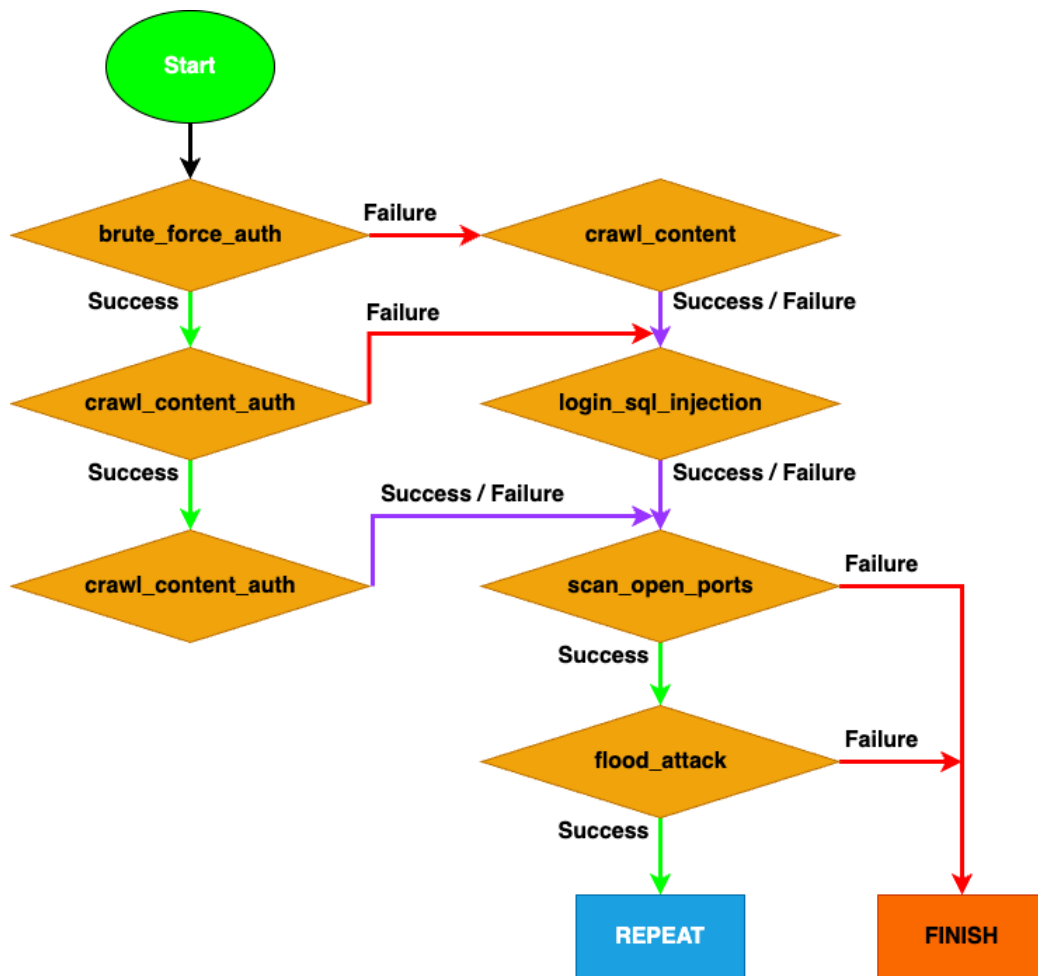 Start
brute_force_auth
Failure
crawl_content
Success
Success / Failure
Failure
crawl_content_auth
login_sql_injection
Success
Success / Failure
Success / Failure
crawl_content_auth
scan_open_ports
Failure
Success
flood_attack
Failure
Success
REPEAT
FINISH